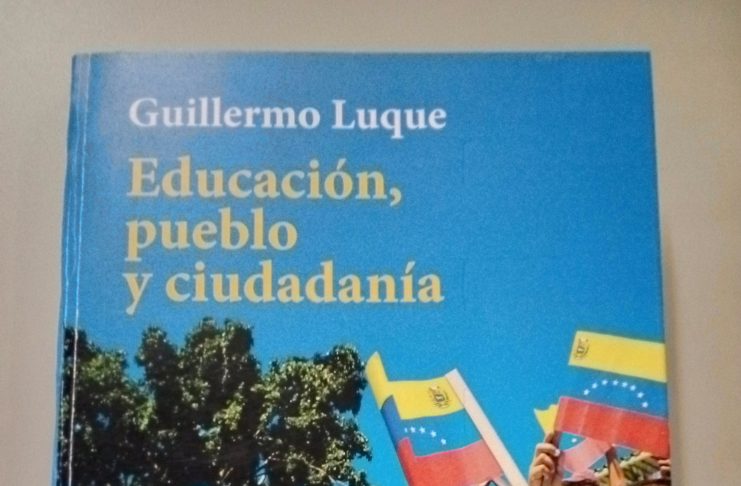 Guillermo Luque
Educación,
pueblo
y ciudadanía